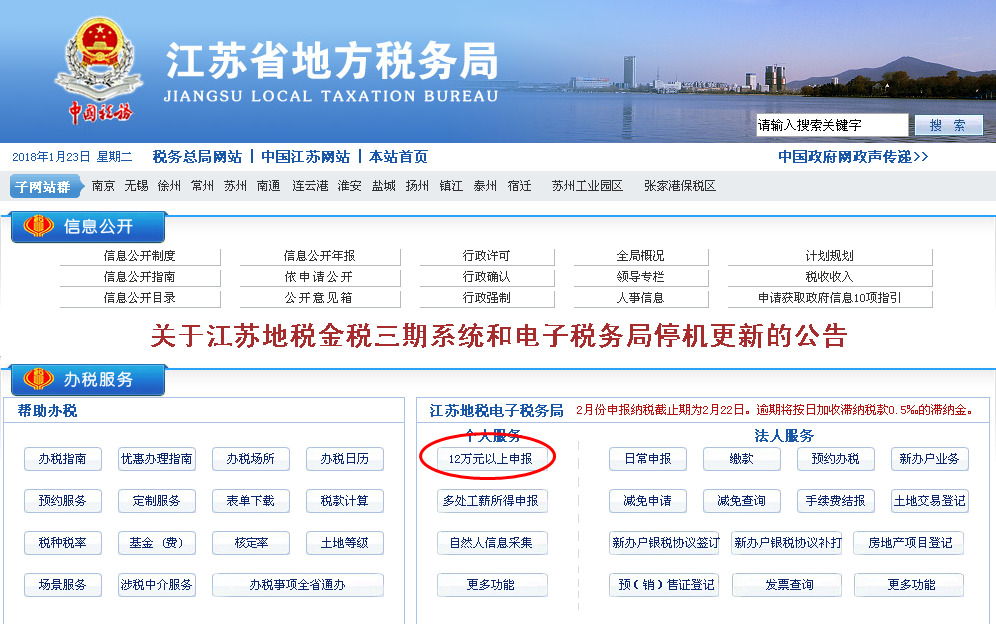 江苏省地方税务局
JIANGSU LOCAL TAXATION BUREAU
中国税务
请输入搜索关键字 搜 索
2018年1月23日 星期二 税务总局网站 | 中国江苏网站 | 本站首页 中国政府网政声传递>>
子网站群 南京 无锡 徐州 常州 苏州 南通 连云港 淮安 盐城 扬州 镇江 泰州 宿迁 苏州工业园区 张家港保税区
信息公开
信息公开制度 信息公开年报 行政许可 全局概况 计划规划
信息公开指南 依申请公开 行政确认 领导专栏 税收收入
信息公开目录 公开意见箱 行政强制 人事信息 申请获取政府信息10项指引
关于江苏地税金税三期系统和电子税务局停机更新的公告
办税服务
帮助办税
办税指南 优惠办理指南 办税场所 办税日历
预约服务 定制服务 表单下载 税款计算
税种税率 基金（费） 核定率 土地等级
场景服务 涉税中介服务 办税事项全省通办
江苏地税电子税务局 2月份申报纳税截止期为2月22日。逾期将按日加收滞纳税款0.5‰的滞纳金。
个人服务
12万元以上申报
多处工薪所得申报
自然人信息采集
更多功能
法人服务
日常申报 缴款 预约办税 新办户业务
减免申请 减免查询 手续费结报 土地交易登记
新办户银税协议签订 新办户银税协议补打 房地产项目登记
预（销）售证登记 发票查询 更多功能